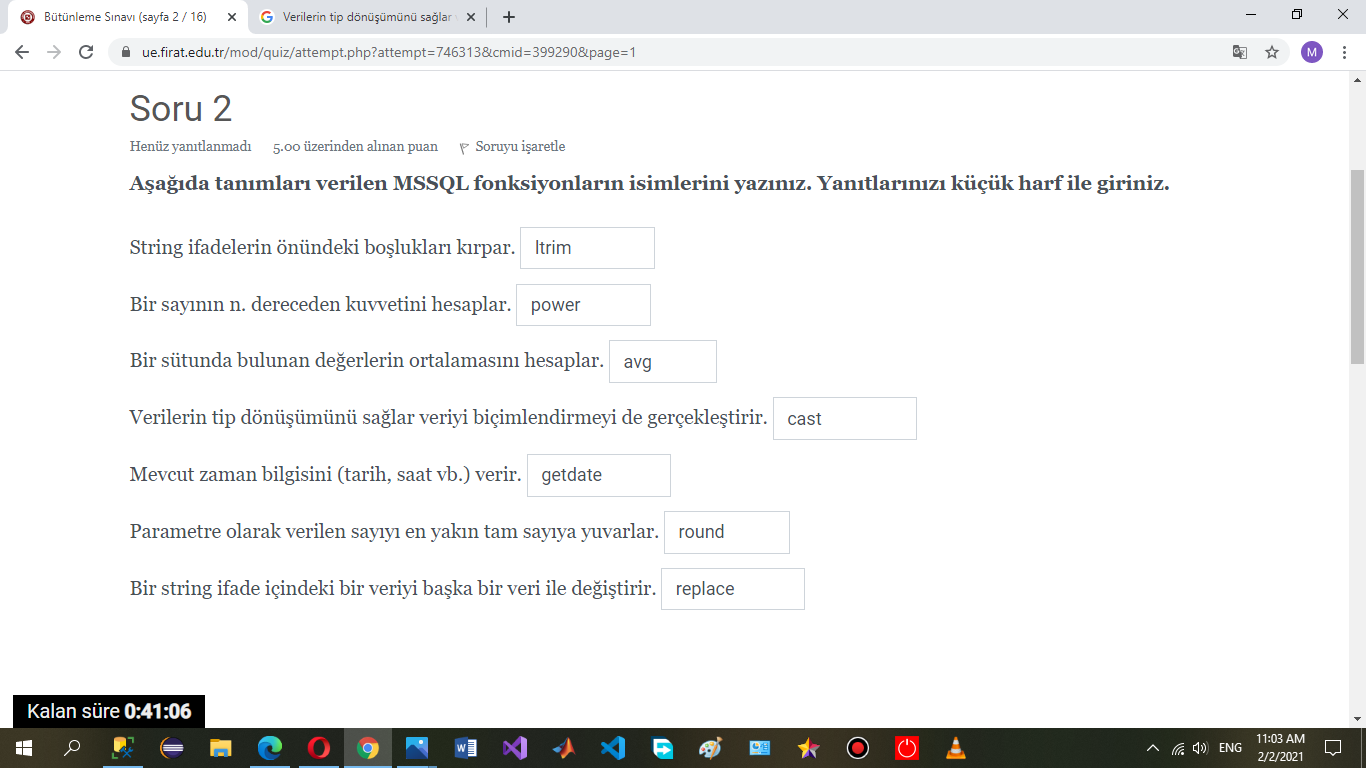 Bütünleme Sınavı (sayfa 2 / 16)
Verilerin tip dönüşümünü sağlar
ue.firat.edu.tr/mod/quiz/attempt.php?attempt=746313&cmid=399290&page=1
M
Soru 2
Henüz yanıtlanmadı 5.00 üzerinden alınan puan Soruyu işaretle
Aşağıda tanımları verilen MSSQL fonksiyonların isimlerini yazınız. Yanıtlarınızı küçük harf ile giriniz.
String ifadelerin önündeki boşlukları kırpar. ltrim
Bir sayının n. dereceden kuvvetini hesaplar. power
Bir sütunda bulunan değerlerin ortalamasını hesaplar. avg
Verilerin tip dönüşümünü sağlar veriyi biçimlendirmeyi de gerçekleştirir. cast
Mevcut zaman bilgisini (tarih, saat vb.) verir. getdate
Parametre olarak verilen sayıyı en yakın tam sayıya yuvarlar. round
Bir string ifade içindeki bir veriyi başka bir veri ile değiştirir. replace
Kalan süre 0:41:06
ENG
11:03 AM
2/2/2021